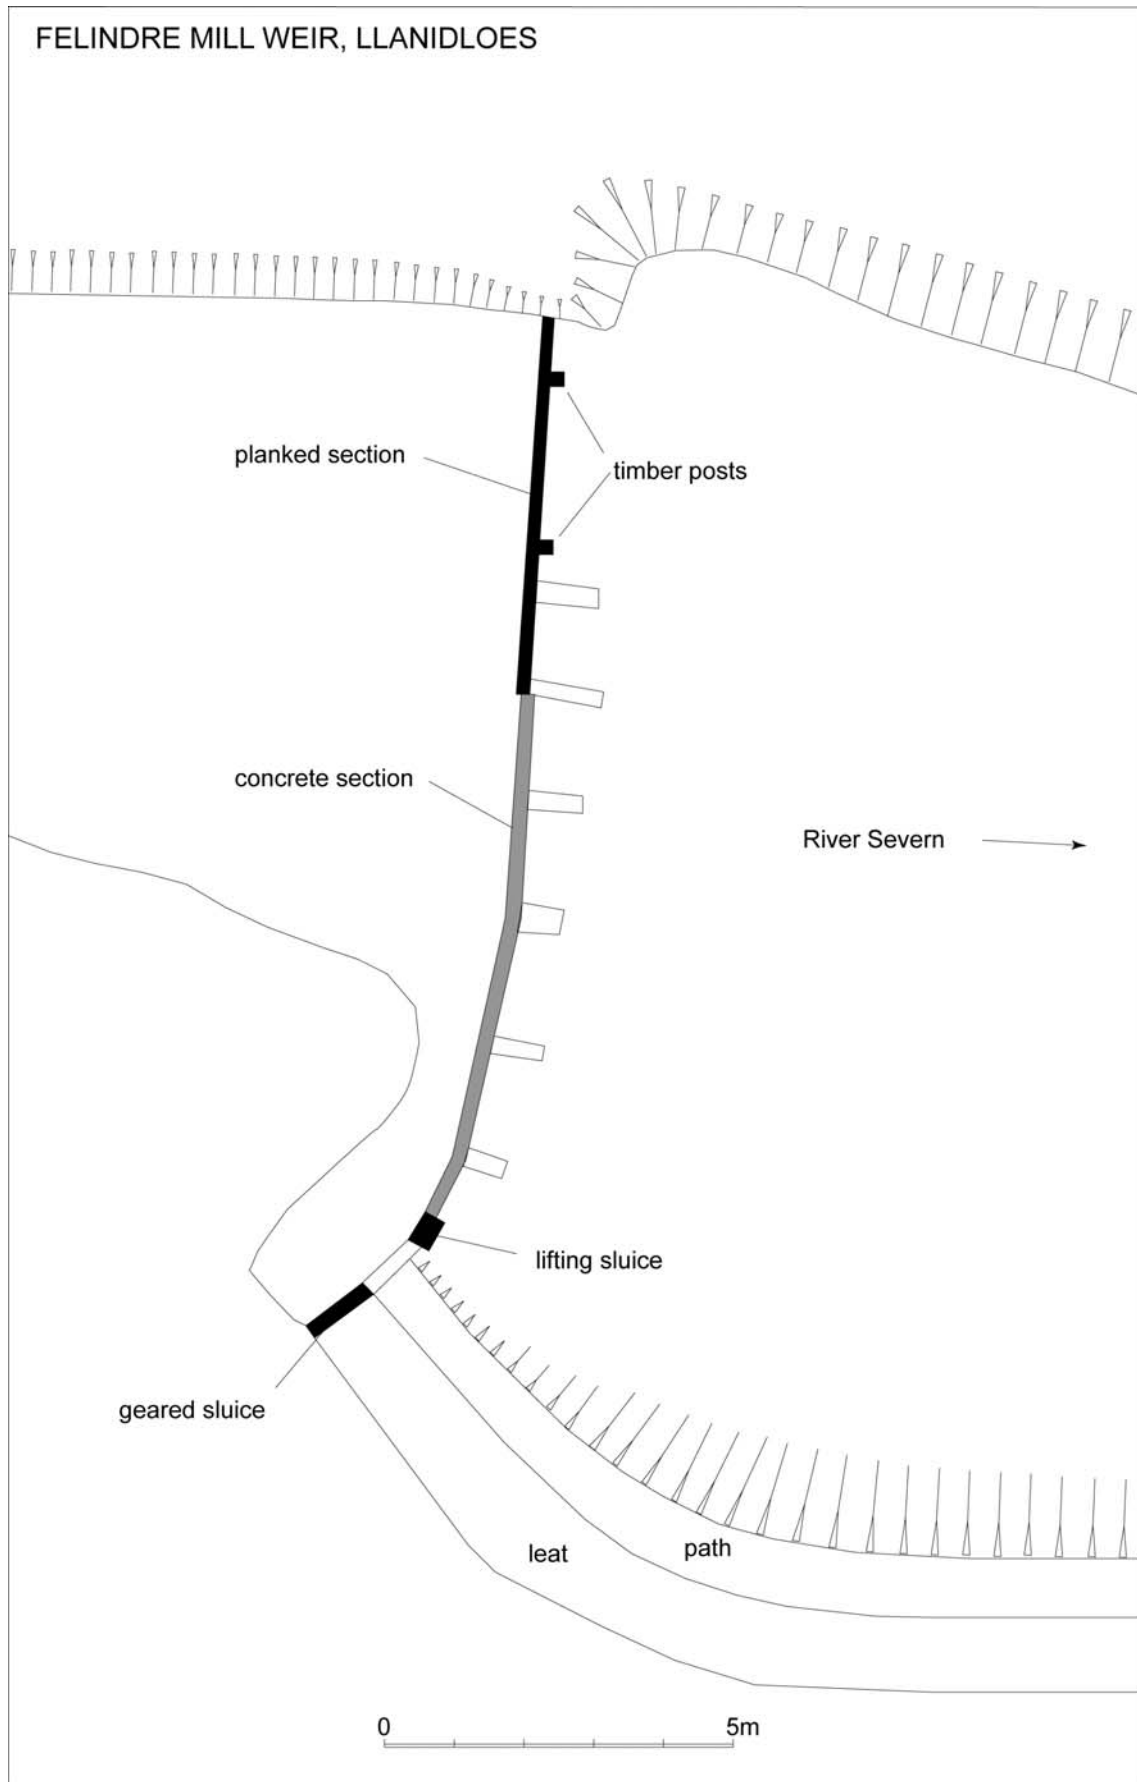 FELINDRE MILL WEIR, LLANIDLOES
planked section
timber posts
concrete section
River Severn
lifting sluice
geared sluice
leat
path
0
5m